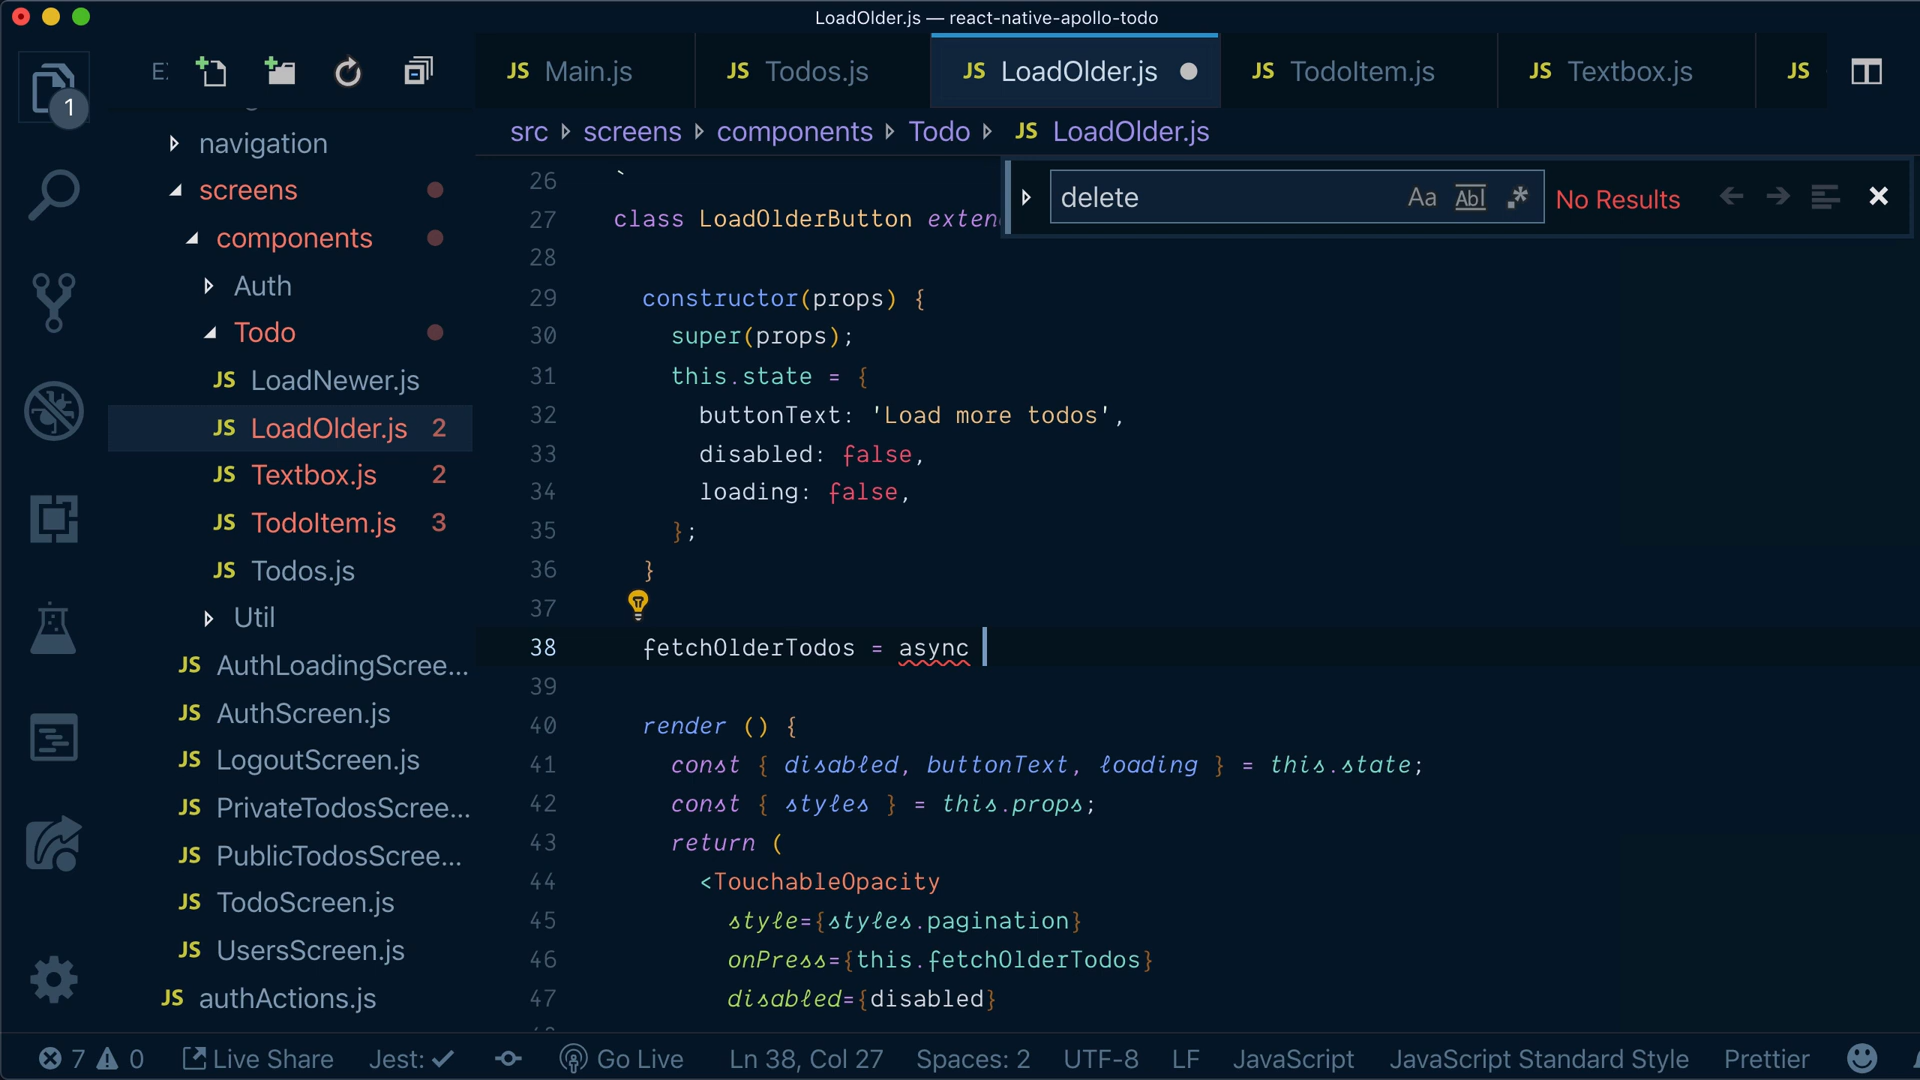 LoadOlder.js — react-native-apollo-todo
E:
JS Main.js
JS Todos.js
JS LoadOlder.js
JS TodoItem.js
JS Textbox.js
JS
1
src
screens
components
Todo
JS LoadOlder.js
delete
Aa
Abl
.*
No Results
navigation
screens
components
Auth
Todo
JS LoadNewer.js
JS LoadOlder.js 2
JS Textbox.js 2
JS TodoItem.js 3
JS Todos.js
Util
JS AuthLoadingScree...
JS AuthScreen.js
JS LogoutScreen.js
JS PrivateTodosScree...
JS PublicTodosScree...
JS TodoScreen.js
JS UsersScreen.js
JS authActions.js
26 `
27 class LoadOlderButton exten
28
29 constructor(props) {
30 super(props);
31 this.state = {
32 buttonText: 'Load more todos',
33 disabled: false,
34 loading: false,
35 };
36 }
37
38 fetchOlderTodos = async
39
40 render () {
41 const { disabled, buttonText, loading } = this.state;
42 const { styles } = this.props;
43 return (
44 <TouchableOpacity
45 style={styles.pagination}
46 onPress={this.fetchOlderTodos}
47 disabled={disabled}
7 0 Live Share Jest: Go Live Ln 38, Col 27 Spaces: 2 UTF-8 LF JavaScript JavaScript Standard Style Prettier